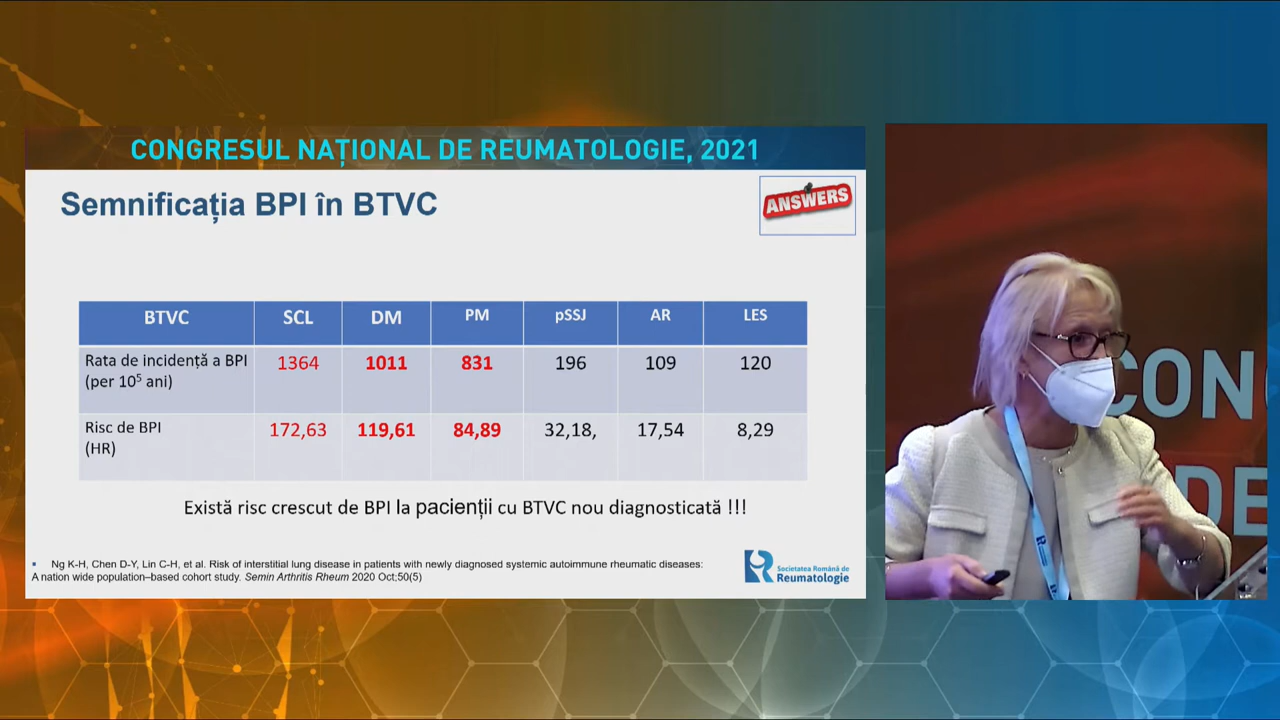 CONGRESUL NAȚIONAL DE REUMATOLOGIE, 2021
Semnificația BPI în BTVC
ANSWERS
BTVC SCL DM PM pSSJ AR LES
Rata de incidență a BPI (per 10⁵ ani) 1364 1011 831 196 109 120
Risc de BPI (HR) 172,63 119,61 84,89 32,18, 17,54 8,29
Există risc crescut de BPI la pacienții cu BTVC nou diagnosticată !!!
▪ Ng K-H, Chen D-Y, Lin C-H, et al. Risk of interstitial lung disease in patients with newly diagnosed systemic autoimmune rheumatic diseases:
A nation wide population–based cohort study. Semin Arthritis Rheum 2020 Oct;50(5)
Societatea Română de
Reumatologie
CON
DE